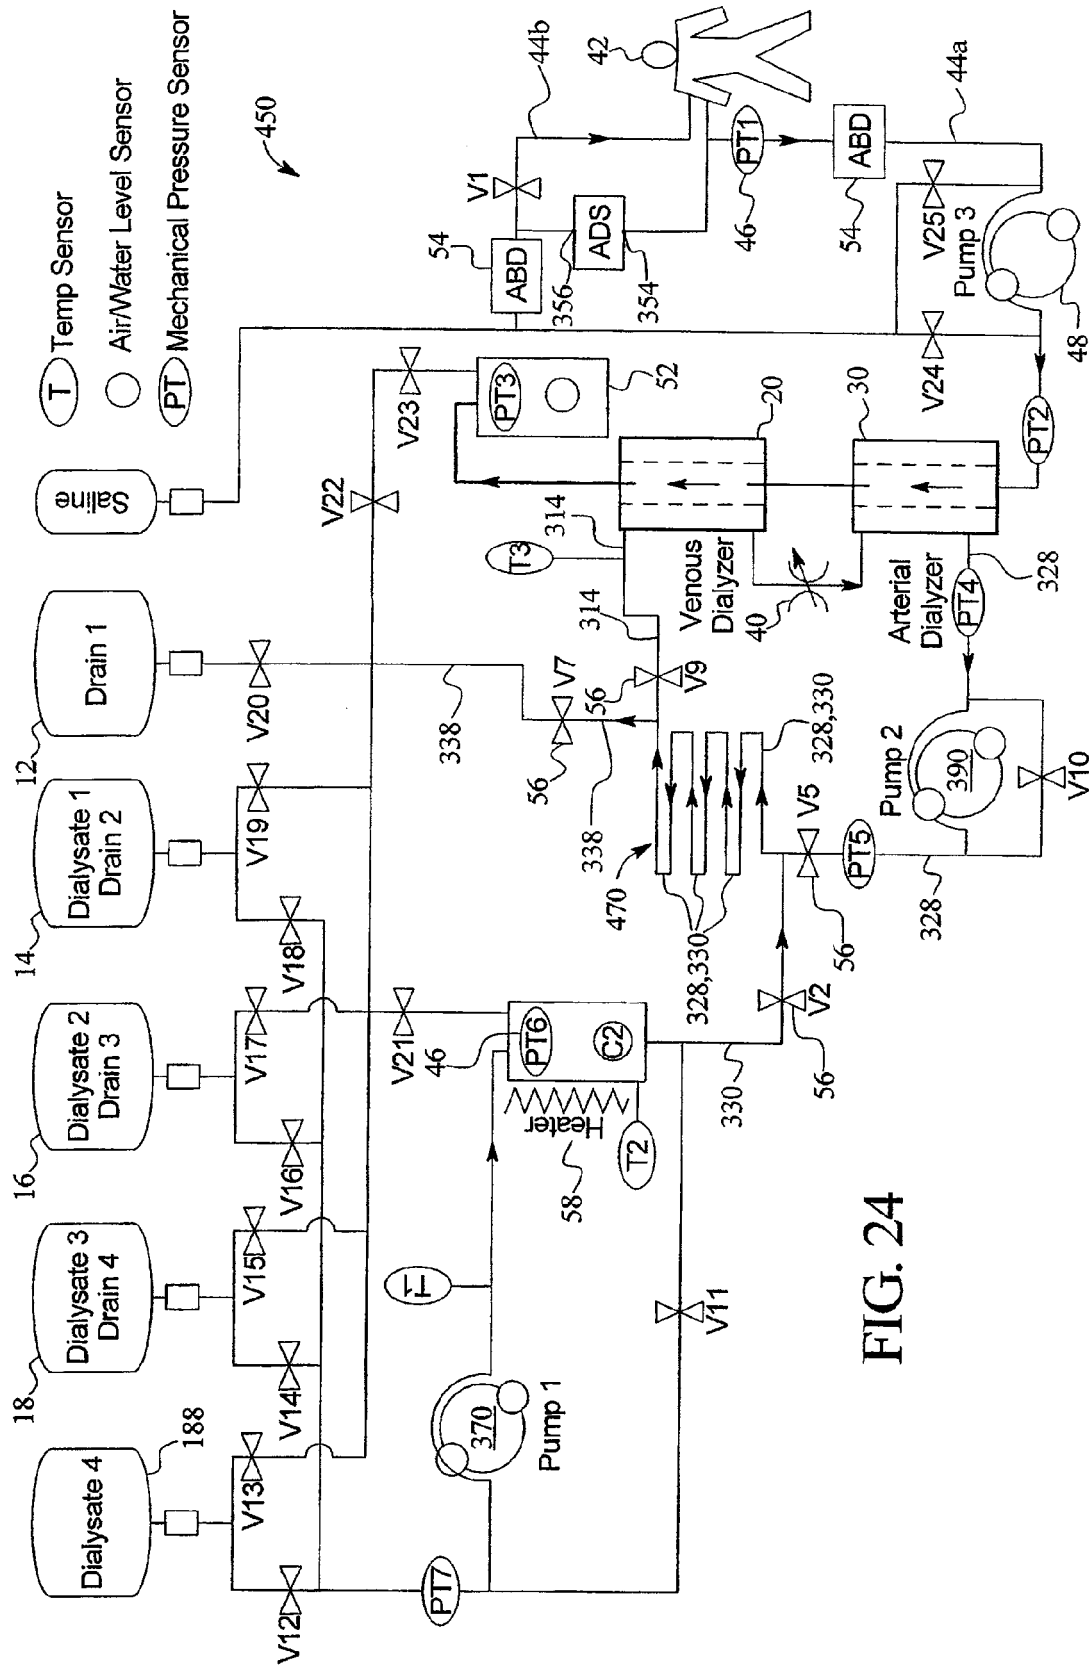 Dialysate 4
188
Dialysate 3
Drain 4
18
Dialysate 2
Drain 3
16
Dialysate 1
Drain 2
14
Drain 1
12
Saline
T Temp Sensor
Air/Water Level Sensor
PT Mechanical Pressure Sensor
450
V12
V13
V14
V15
V16
V17
V18
V19
V20
V21
V22
V23
PT7
T1
370
Pump 1
V11
Heater
58
T2
46
PT6
C2
330
V2
56
338
338
V7
56
56
V9
470
328,330
328,330
V5
56
PT5
328
Pump 2
390
V10
T3
314
314
Venous
Dialyzer
20
40
Arterial
Dialyzer
30
PT4
328
PT3
52
PT2
54
ABD
V1
44b
42
356
ADS
354
PT1
46
ABD
54
44a
V25
V24
Pump 3
48
FIG. 24